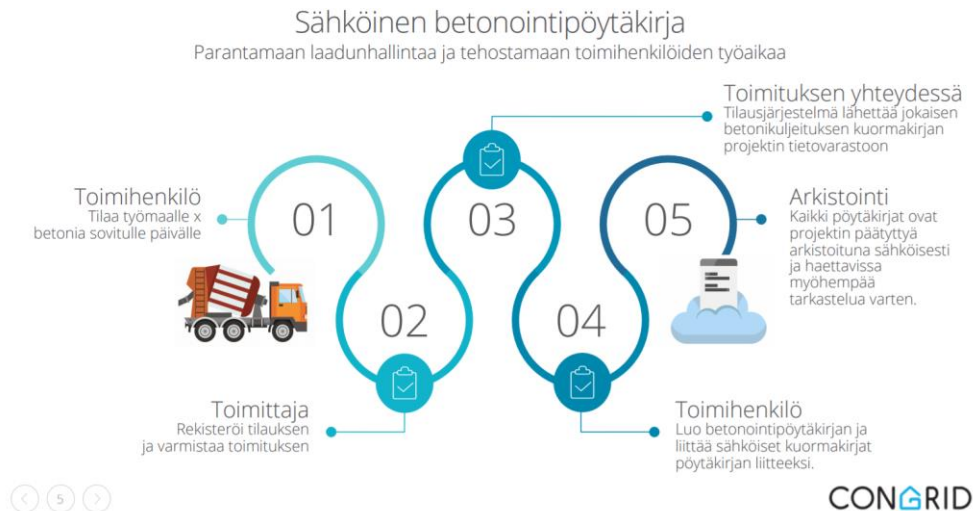 Sähköinen betonointipöytäkirja
Parantamaan laadunhallintaa ja tehostamaan toimihenkilöiden työaikaa
01
Toimihenkilö
Tilaa työmaalle x
betonia sovitulle päivälle
02
Toimittaja
Rekisteröi tilauksen
ja varmistaa toimituksen
03
Toimituksen yhteydessä
Tilausjärjestelmä lähettää jokaisen
betonikuljetuksen kuormakirjan
projektin tietovarastoon
04
Toimihenkilö
Luo betonointipöytäkirjan ja
liittää sähköiset kuormakirjat
pöytäkirjan liitteeksi.
05
Arkistointi
Kaikki pöytäkirjat ovat
projektin päätyttyä
arkistoituna sähköisesti
ja haettavissa
myöhempää
tarkastelua varten.
5
CONGRID